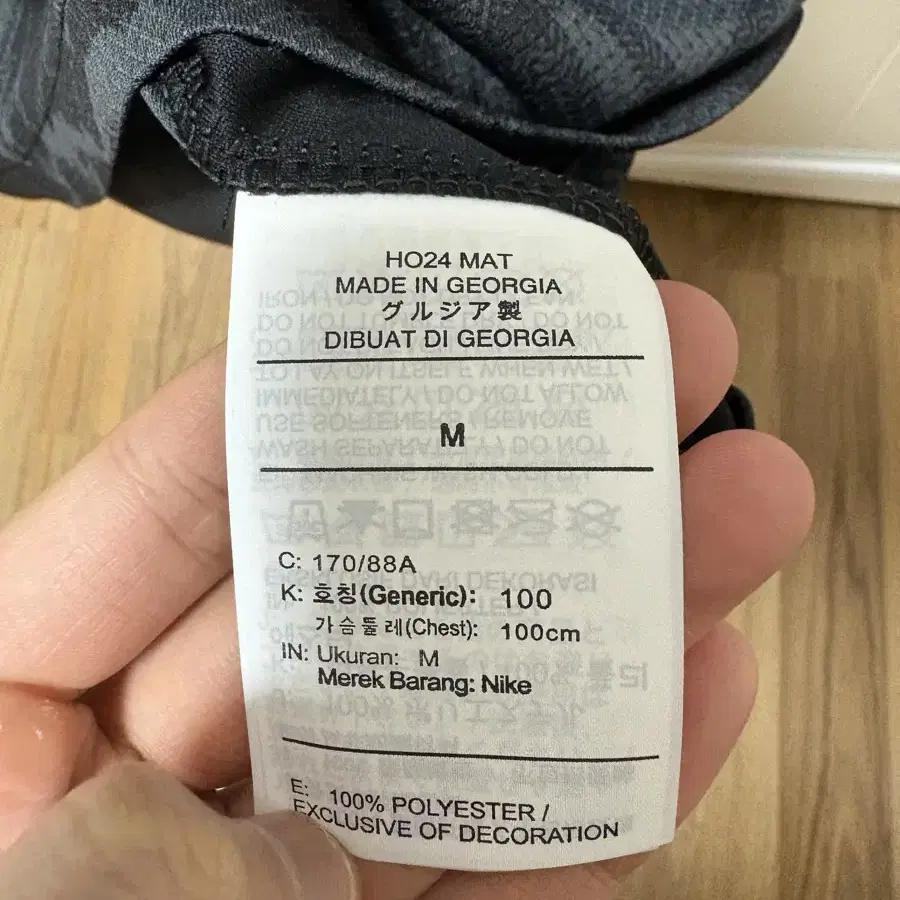 HO24 MAT
MADE IN GEORGIA
グルジア製
DIBUAT DI GEORGIA
M
C: 170/88A
K: 호칭(Generic): 100
가슴둘레(Chest): 100cm
IN: Ukuran: M
Merek Barang: Nike
E: 100% POLYESTER /
EXCLUSIVE OF DECORATION